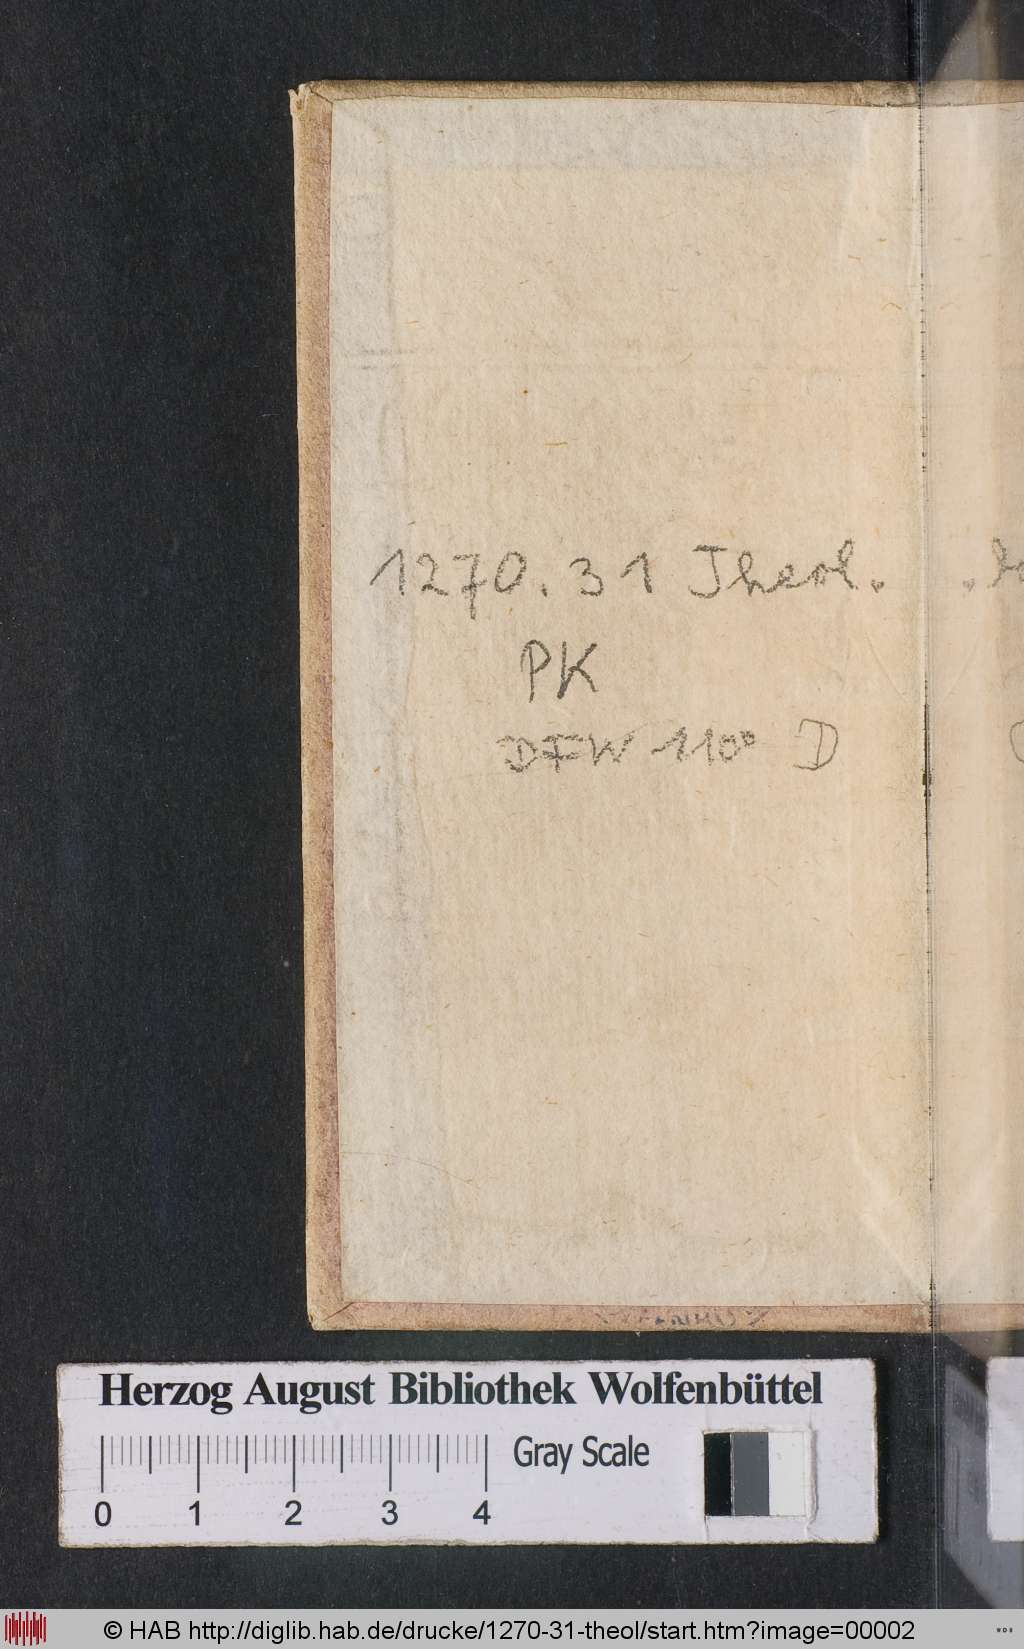 1270.31 Theol.
PK
DFW 110° D
Herzog August Bibliothek Wolfenbüttel
Gray Scale
0 1 2 3 4
© HAB http://diglib.hab.de/drucke/1270-31-theol/start.htm?image=00002